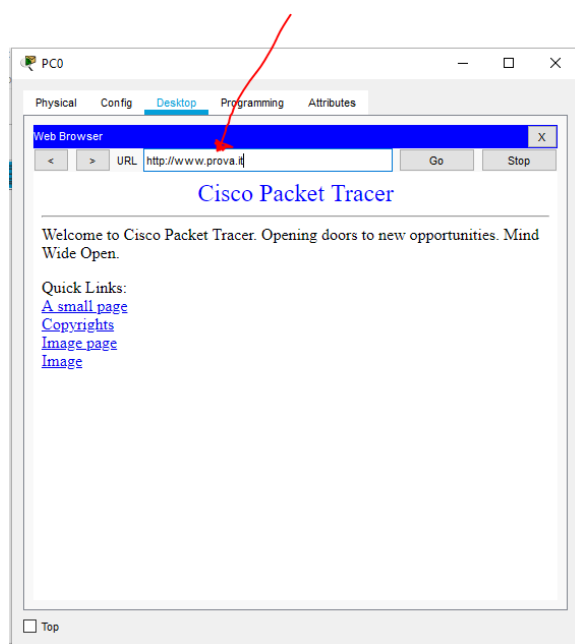 PC0
Physical Config Desktop Programming Attributes
Web Browser X
< > URL http://www.prova.it Go Stop
Cisco Packet Tracer
Welcome to Cisco Packet Tracer. Opening doors to new opportunities. Mind
Wide Open.
Quick Links:
A small page
Copyrights
Image page
Image
Top